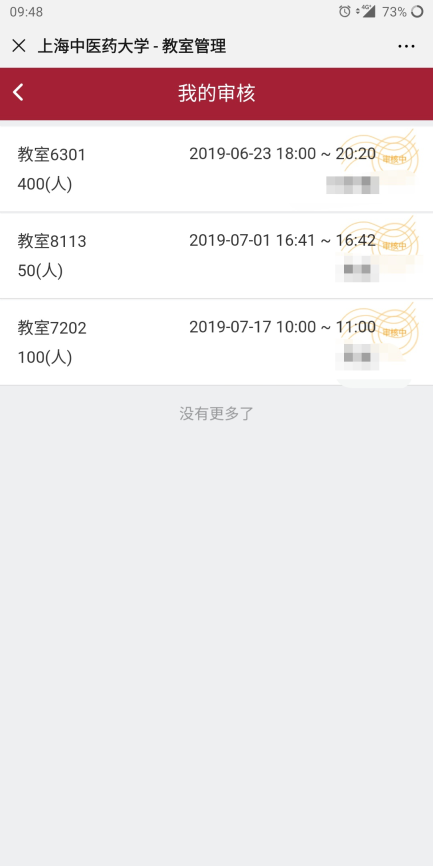 09:48
4G+ 73%
上海中医药大学 - 教室管理
我的审核
教室6301 2019-06-23 18:00 ~ 20:20
审核中
400(人)
教室8113 2019-07-01 16:41 ~ 16:42
审核中
50(人)
教室7202 2019-07-17 10:00 ~ 11:00
审核中
100(人)
没有更多了